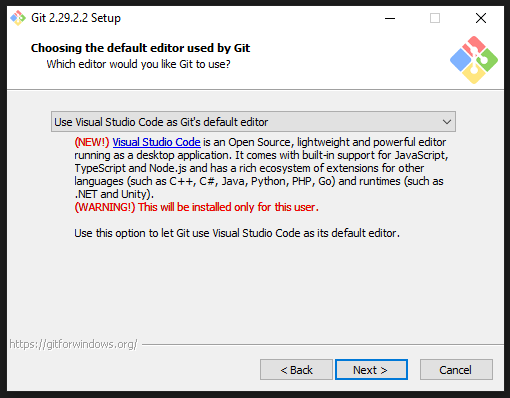 Git 2.29.2.2 Setup
Choosing the default editor used by Git
Which editor would you like Git to use?
Use Visual Studio Code as Git's default editor
(NEW!) Visual Studio Code is an Open Source, lightweight and powerful editor
running as a desktop application. It comes with built-in support for JavaScript,
TypeScript and Node.js and has a rich ecosystem of extensions for other
languages (such as C++, C#, Java, Python, PHP, Go) and runtimes (such as
.NET and Unity).
(WARNING!) This will be installed only for this user.
Use this option to let Git use Visual Studio Code as its default editor.
https://gitforwindows.org/
< Back
Next >
Cancel